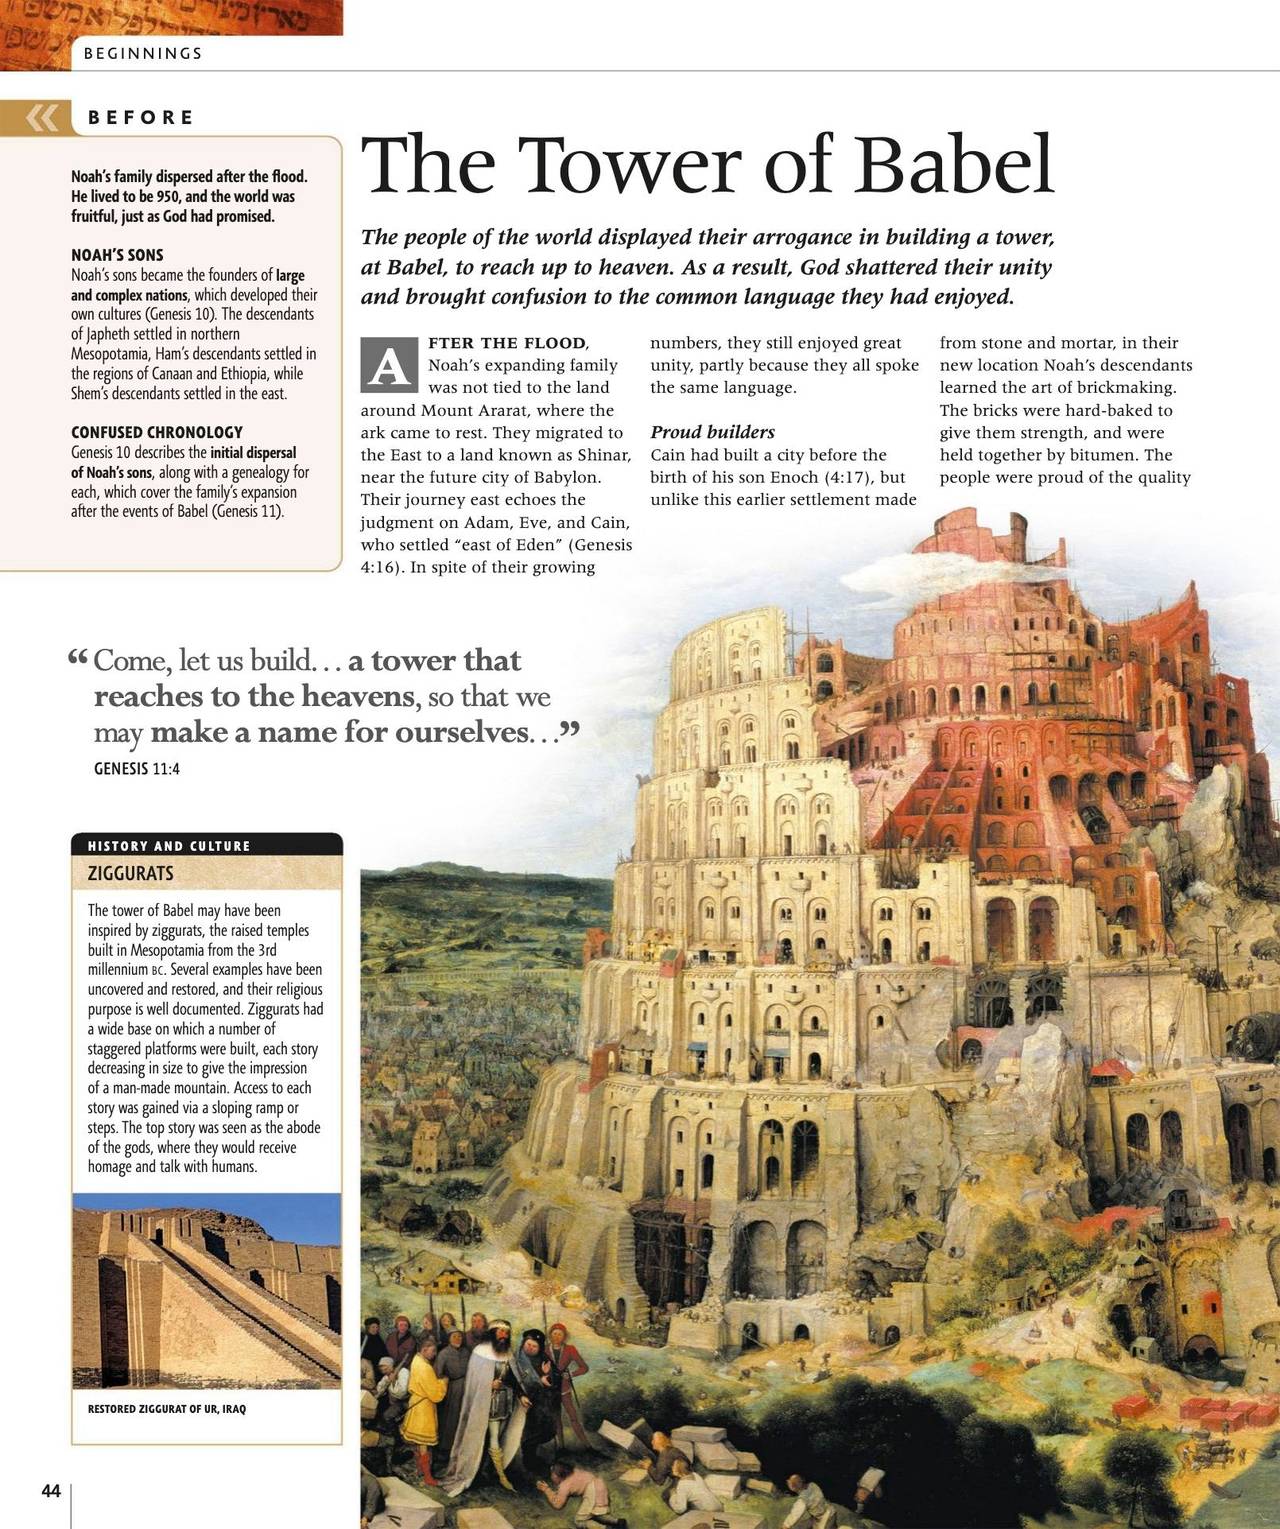 BEGINNINGS
BEFORE
Noah's family dispersed after the flood.
He lived to be 950, and the world was
fruitful, just as God had promised.
NOAH'S SONS
Noah's sons became the founders of large
and complex nations, which developed their
own cultures (Genesis 10). The descendants
of Japheth settled in northern
Mesopotamia, Ham's descendants settled in
the regions of Canaan and Ethiopia, while
Shem's descendants settled in the east.
CONFUSED CHRONOLOGY
Genesis 10 describes the initial dispersal
of Noah's sons, along with a genealogy for
each, which cover the family's expansion
after the events of Babel (Genesis 11).
The Tower of Babel
The people of the world displayed their arrogance in building a tower,
at Babel, to reach up to heaven. As a result, God shattered their unity
and brought confusion to the common language they had enjoyed.
AFTER THE FLOOD,
Noah's expanding family
was not tied to the land
around Mount Ararat, where the
ark came to rest. They migrated to
the East to a land known as Shinar,
near the future city of Babylon.
Their journey east echoes the
judgment on Adam, Eve, and Cain,
who settled “east of Eden” (Genesis
4:16). In spite of their growing
numbers, they still enjoyed great
unity, partly because they all spoke
the same language.
Proud builders
Cain had built a city before the
birth of his son Enoch (4:17), but
unlike this earlier settlement made
from stone and mortar, in their
new location Noah's descendants
learned the art of brickmaking.
The bricks were hard-baked to
give them strength, and were
held together by bitumen. The
people were proud of the quality
“Come, let us build... a tower that
reaches to the heavens, so that we
may make a name for ourselves...”
GENESIS 11:4
HISTORY AND CULTURE
ZIGGURATS
The tower of Babel may have been
inspired by ziggurats, the raised temples
built in Mesopotamia from the 3rd
millennium BC. Several examples have been
uncovered and restored, and their religious
purpose is well documented. Ziggurats had
a wide base on which a number of
staggered platforms were built, each story
decreasing in size to give the impression
of a man-made mountain. Access to each
story was gained via a sloping ramp or
steps. The top story was seen as the abode
of the gods, where they would receive
homage and talk with humans.
RESTORED ZIGGURAT OF UR, IRAQ
44